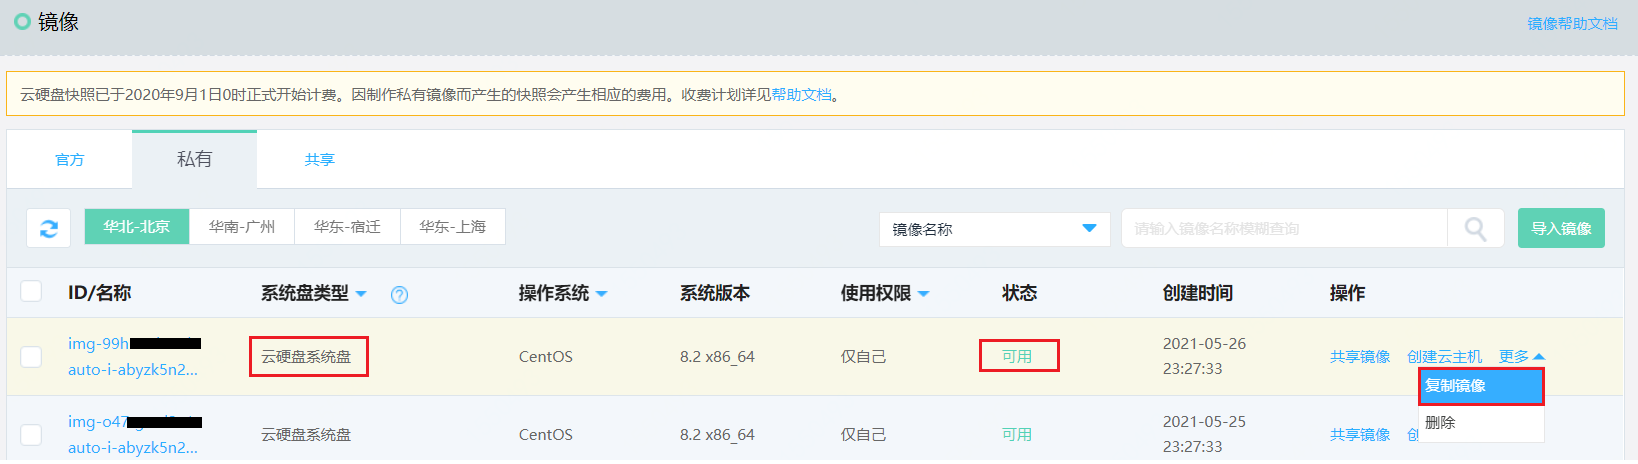 镜像
镜像帮助文档
云硬盘快照已于2020年9月1日0时正式开始计费。因制作私有镜像而产生的快照会产生相应的费用。收费计划详见帮助文档。
官方 私有 共享
华北-北京 华南-广州 华东-宿迁 华东-上海 镜像名称 请输入镜像名称模糊查询 导入镜像
ID/名称 系统盘类型 ? 操作系统 系统版本 使用权限 状态 创建时间 操作
img-99h
auto-i-abyzk5n2...
云硬盘系统盘 CentOS 8.2 x86_64 仅自己 可用
2021-05-26
23:27:33
共享镜像 创建云主机 更多
复制镜像
删除
img-o47
auto-i-abyzk5n2...
云硬盘系统盘 CentOS 8.2 x86_64 仅自己 可用
2021-05-25
23:27:33
共享镜像